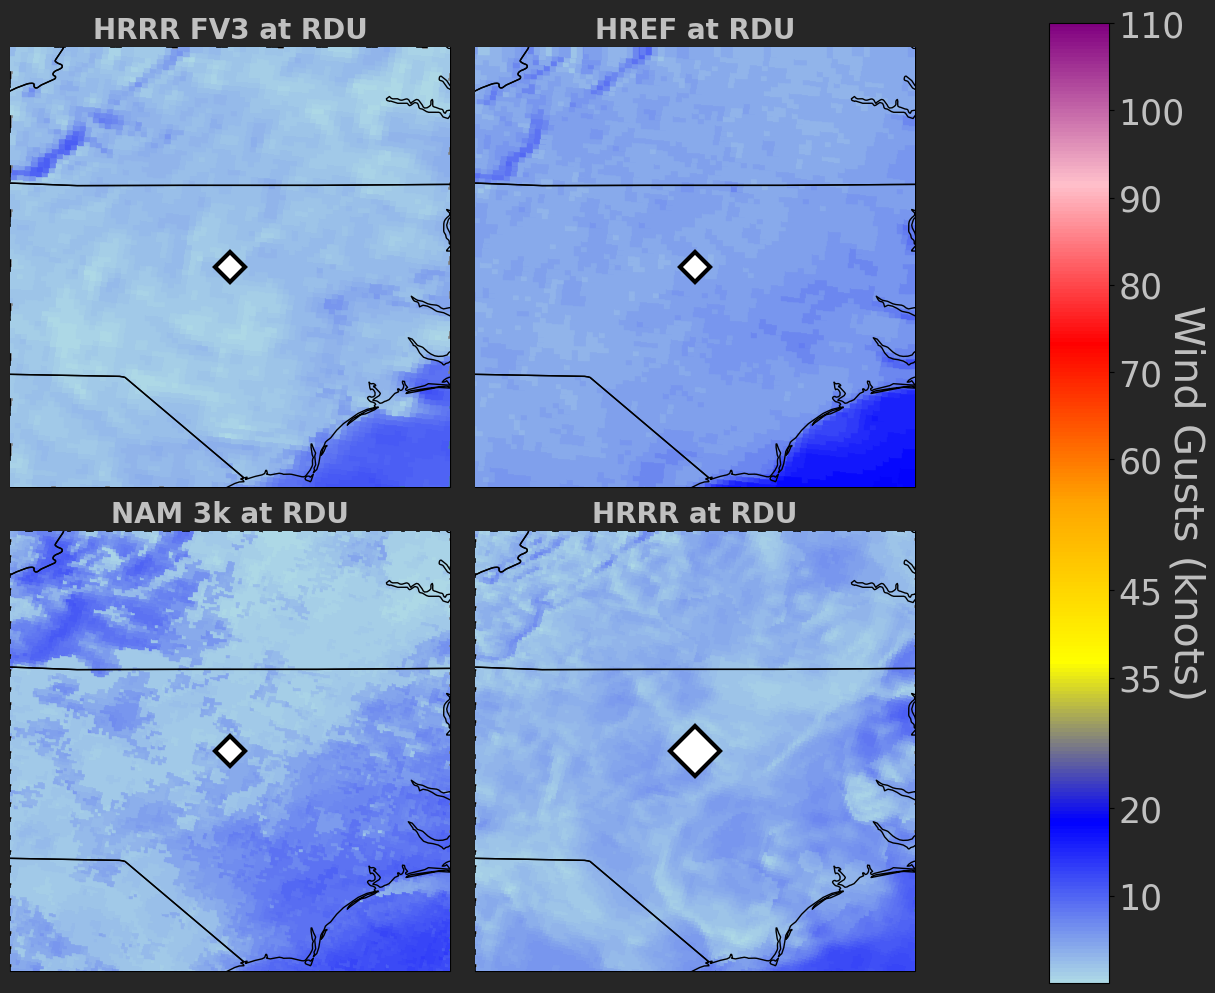 HRRR FV3 at RDU
HREF at RDU
NAM 3k at RDU
HRRR at RDU
110
100
90
80
70
60
45
35
20
10
Wind Gusts (knots)